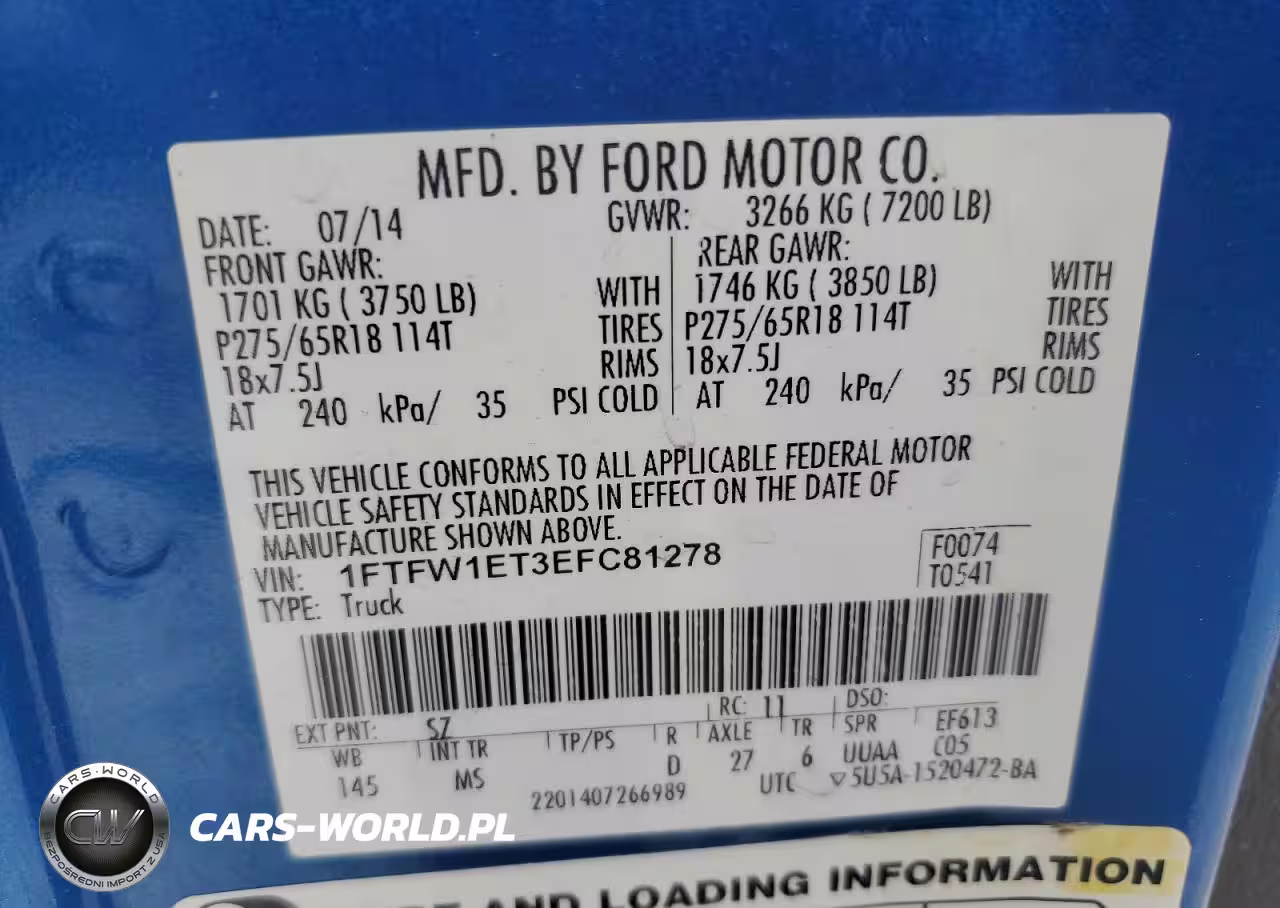 MFD. BY FORD MOTOR CO.
DATE: 07/14 GVWR: 3266 KG ( 7200 LB)
FRONT GAWR: REAR GAWR:
1701 KG ( 3750 LB) WITH 1746 KG ( 3850 LB) WITH
P275/65R18 114T TIRES P275/65R18 114T TIRES
18x7.5J RIMS 18x7.5J RIMS
AT 240 kPa/ 35 PSI COLD AT 240 kPa/ 35 PSI COLD
THIS VEHICLE CONFORMS TO ALL APPLICABLE FEDERAL MOTOR
VEHICLE SAFETY STANDARDS IN EFFECT ON THE DATE OF
MANUFACTURE SHOWN ABOVE.
VIN: 1FTFW1ET3EFC81278 F0074
TYPE: Truck T0541
EXT PNT: SZ RC: 11 DSO:
WB INT TR TP/PS R AXLE TR SPR EF613
145 MS D 27 6 UUAA C05
2201407266989 UTC ▽5U5A-1520472-BA
CARS-WORLD
CW
BEZPOŚREDNI IMPORT Z USA
CARS-WORLD.PL
AND LOADING INFORMATION